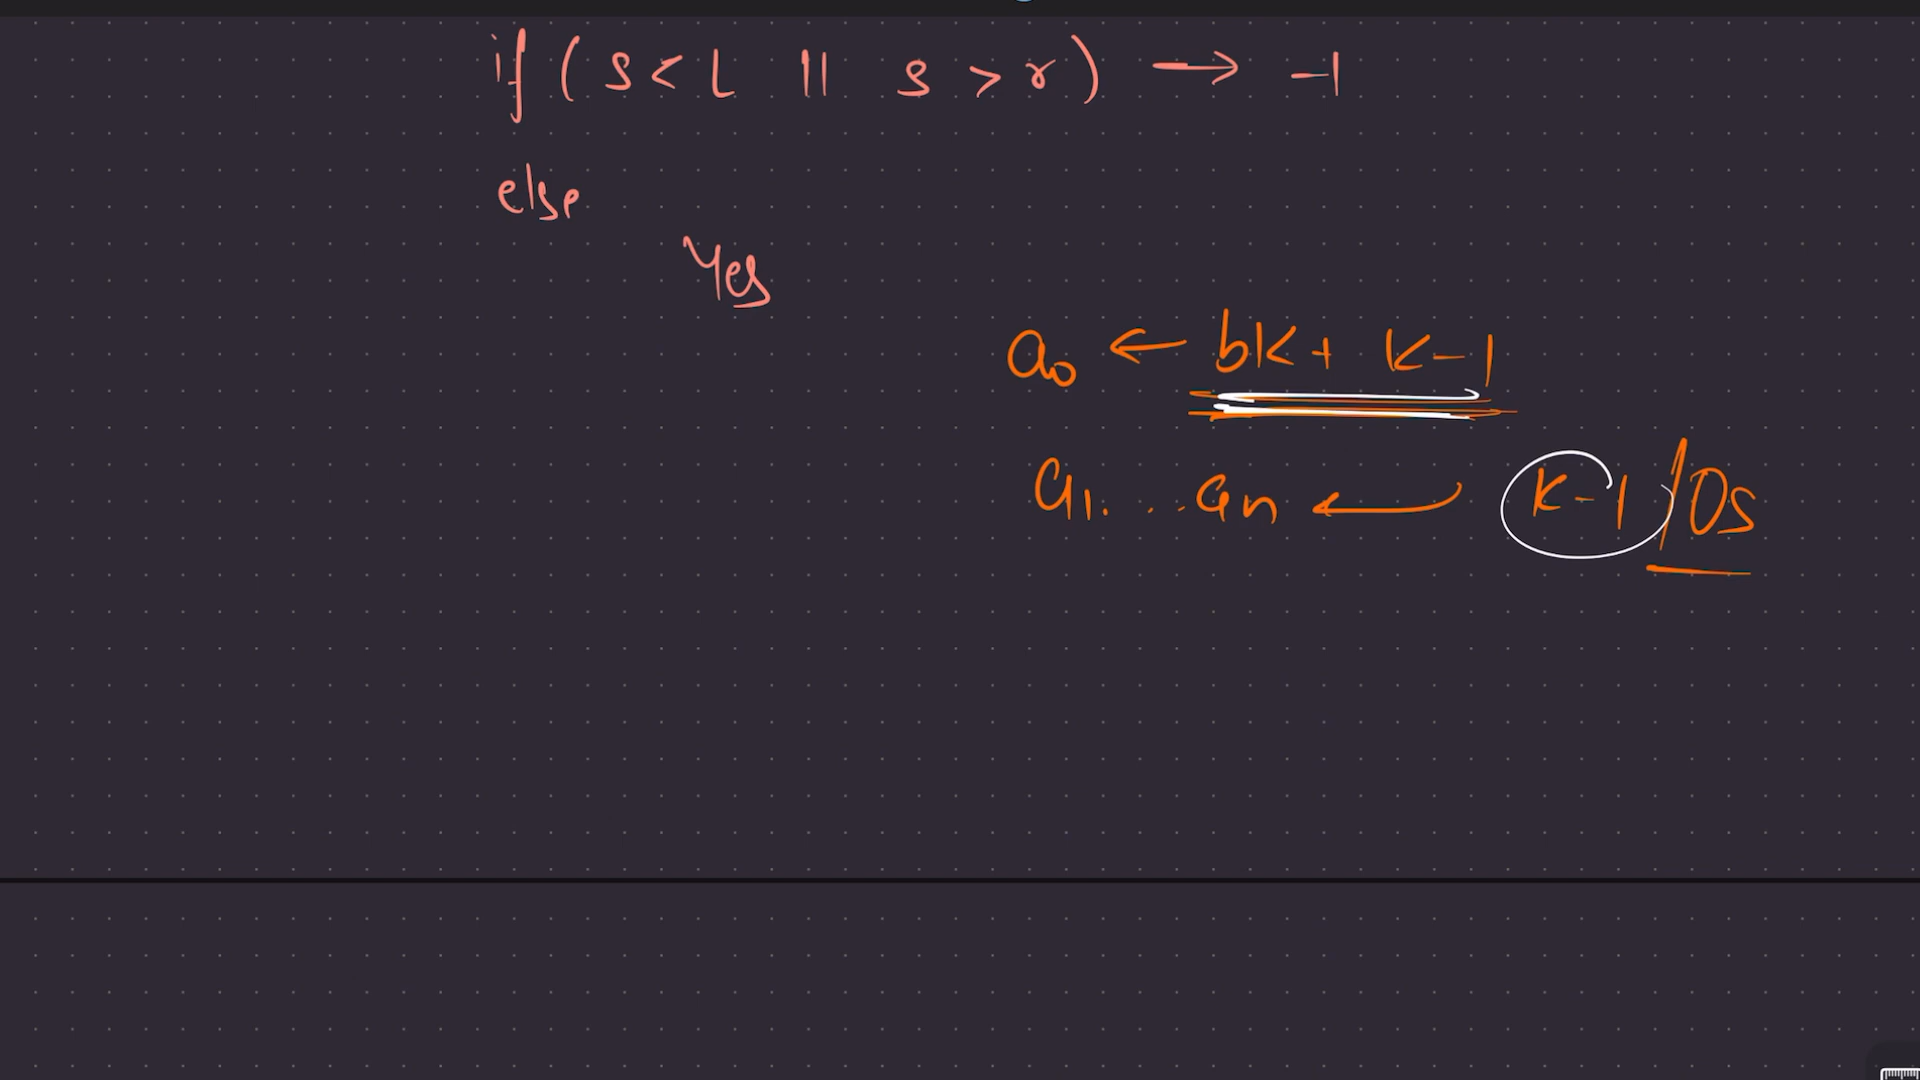 if ( s < L || s > r ) → -1
else
Yes
a₀ ← bk + k-1
a₁...aₙ ← k-1 / 0s